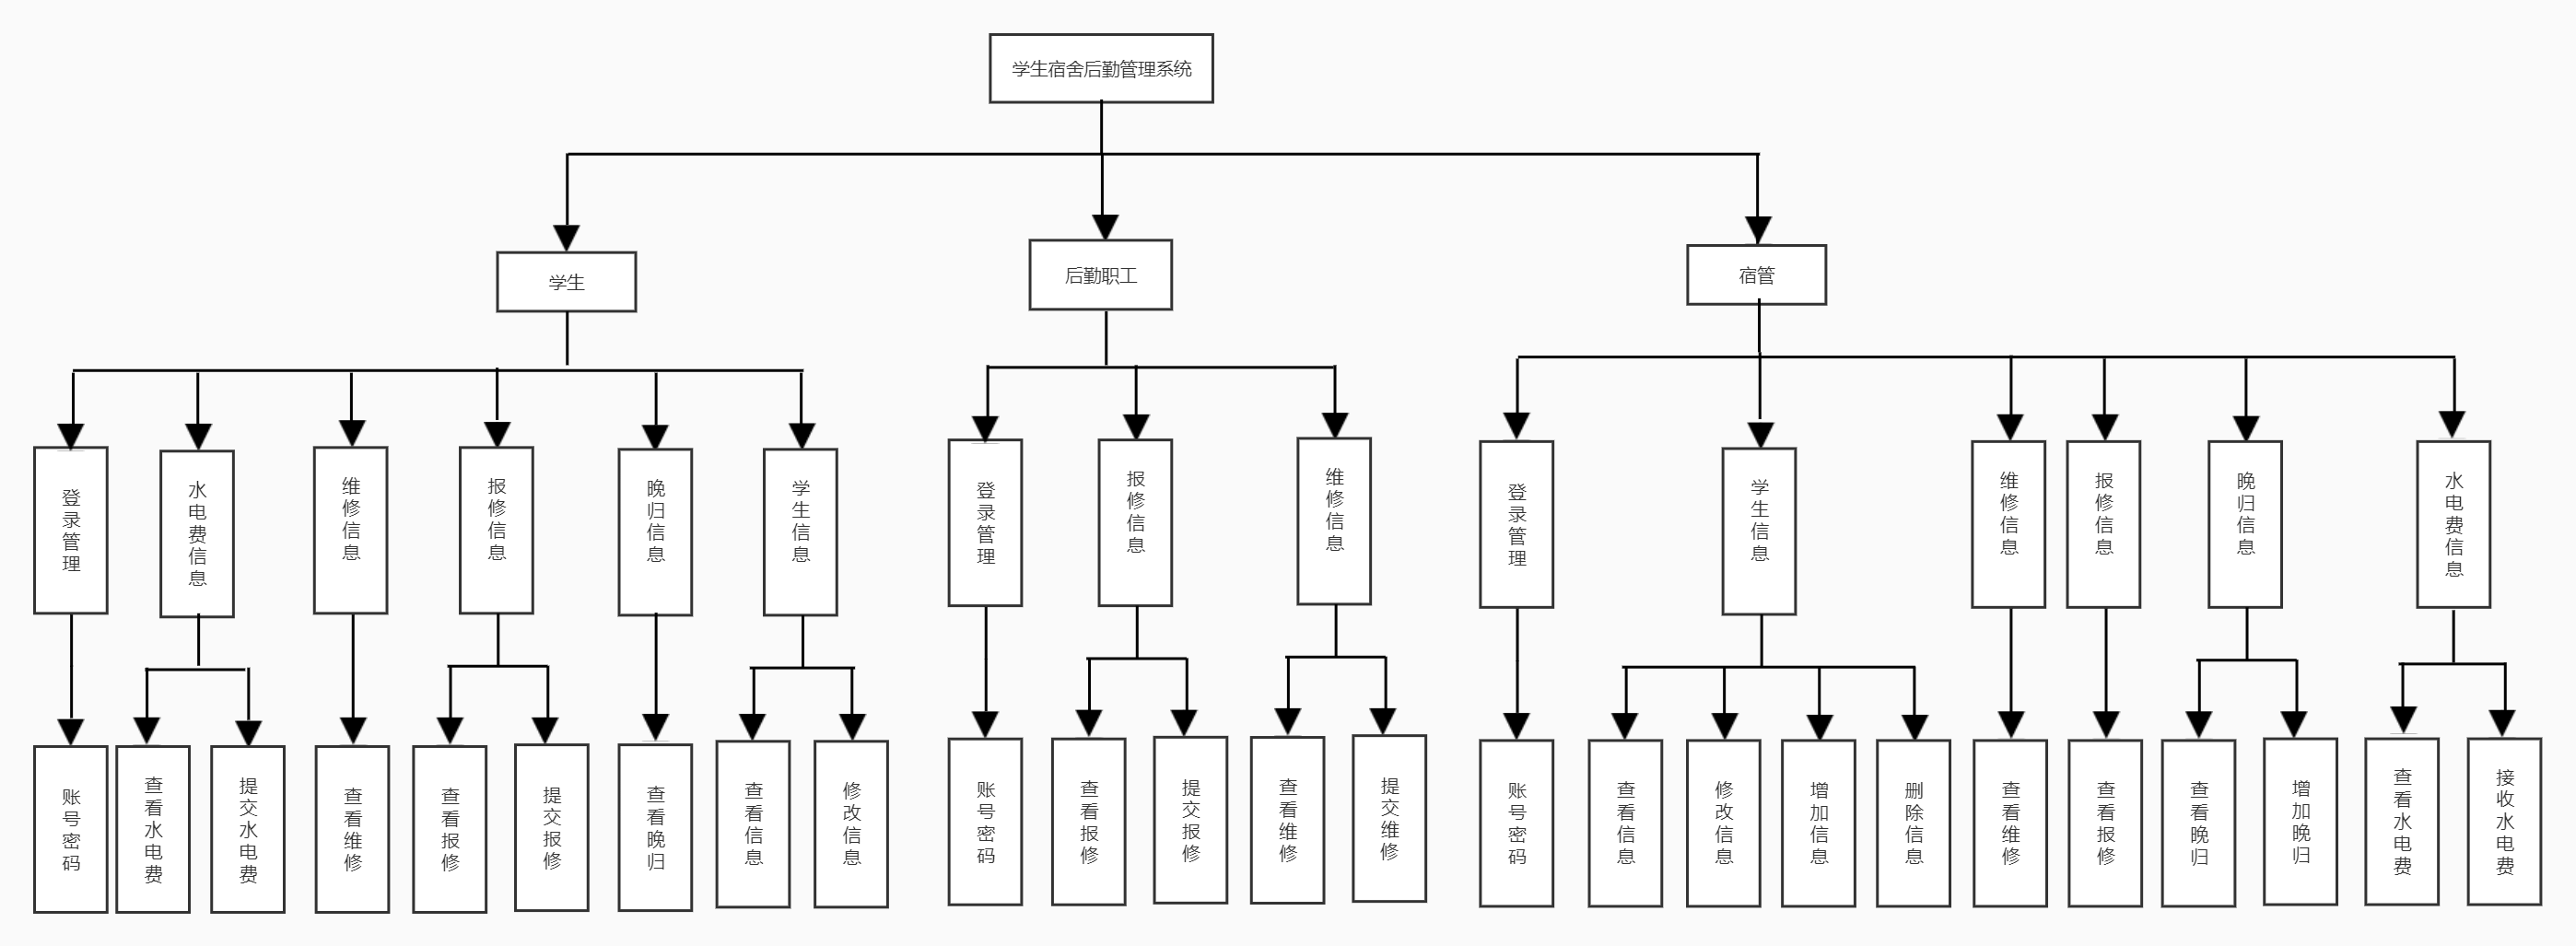 学生宿舍后勤管理系统
学生
后勤职工
宿管
登录管理
水电费信息
维修信息
报修信息
晚归信息
学生信息
登录管理
报修信息
维修信息
登录管理
学生信息
维修信息
报修信息
晚归信息
水电费信息
账号密码
查看水电费
提交水电费
查看维修
查看报修
提交报修
查看晚归
查看信息
修改信息
账号密码
查看报修
提交报修
查看维修
提交维修
账号密码
查看信息
修改信息
增加信息
删除信息
查看维修
查看报修
查看晚归
增加晚归
查看水电费
接收水电费